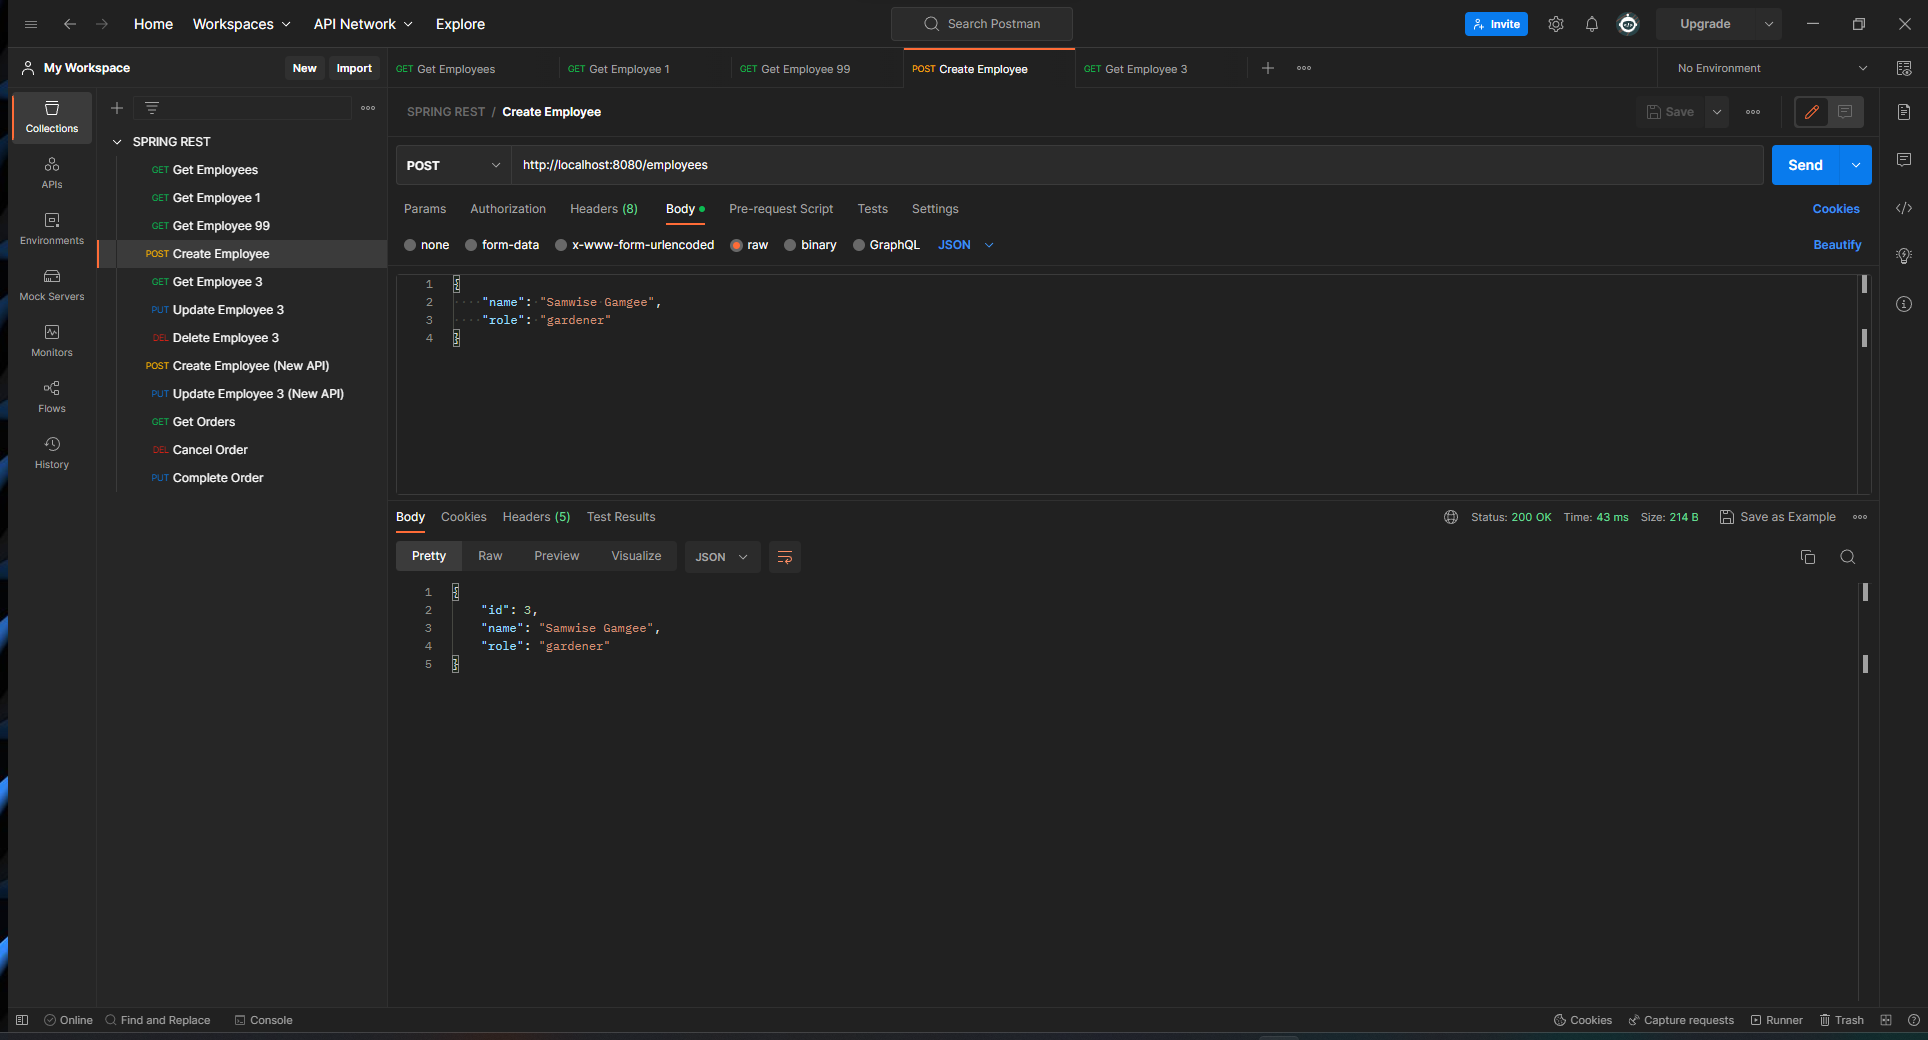 Home Workspaces API Network Explore Search Postman Invite Upgrade
My Workspace New Import
GET Get Employees GET Get Employee 1 GET Get Employee 99 POST Create Employee GET Get Employee 3 No Environment
Collections
APIs
Environments
Mock Servers
Monitors
Flows
History
SPRING REST
GET Get Employees
GET Get Employee 1
GET Get Employee 99
POST Create Employee
GET Get Employee 3
PUT Update Employee 3
DEL Delete Employee 3
POST Create Employee (New API)
PUT Update Employee 3 (New API)
GET Get Orders
DEL Cancel Order
PUT Complete Order
SPRING REST / Create Employee Save
POST http://localhost:8080/employees Send
Params Authorization Headers (8) Body Pre-request Script Tests Settings Cookies
none form-data x-www-form-urlencoded raw binary GraphQL JSON Beautify
1 {
2 "name": "Samwise Gamgee",
3 "role": "gardener"
4 }
Body Cookies Headers (5) Test Results Status: 200 OK Time: 43 ms Size: 214 B Save as Example
Pretty Raw Preview Visualize JSON
1 {
2 "id": 3,
3 "name": "Samwise Gamgee",
4 "role": "gardener"
5 }
Online Find and Replace Console Cookies Capture requests Runner Trash